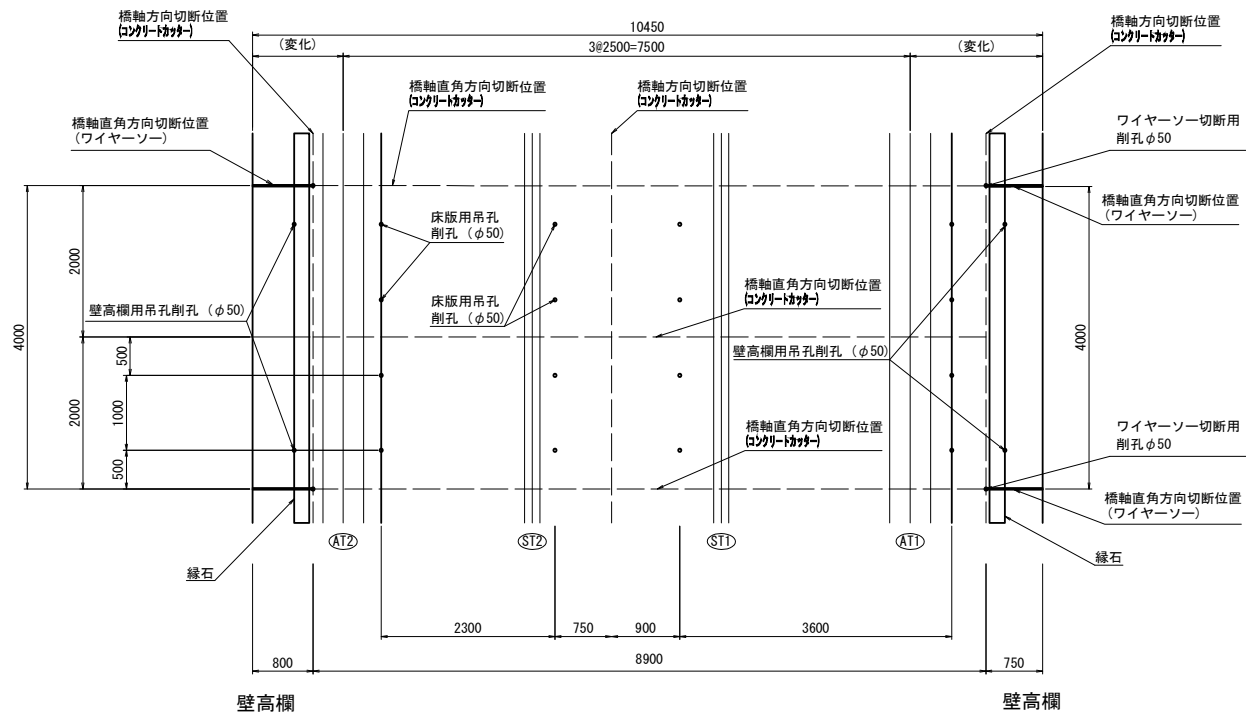 橋軸方向切断位置
(コンクリートカッター)
10450
橋軸方向切断位置
(コンクリートカッター)
(変化)
3@2500=7500
(変化)
橋軸直角方向切断位置
(コンクリートカッター)
橋軸方向切断位置
(コンクリートカッター)
橋軸直角方向切断位置
(ワイヤーソー)
ワイヤーソー切断用
削孔φ50
橋軸直角方向切断位置
(ワイヤーソー)
床版用吊孔
削孔 (φ50)
2000
4000
橋軸直角方向切断位置
(コンクリートカッター)
壁高欄用吊孔削孔 (φ50)
床版用吊孔
削孔 (φ50)
4000
500
壁高欄用吊孔削孔 (φ50)
2000
1000
橋軸直角方向切断位置
(コンクリートカッター)
ワイヤーソー切断用
削孔φ50
500
橋軸直角方向切断位置
(ワイヤーソー)
AT2
ST2
ST1
AT1
縁石
縁石
2300
750
900
3600
800
8900
750
壁高欄
壁高欄